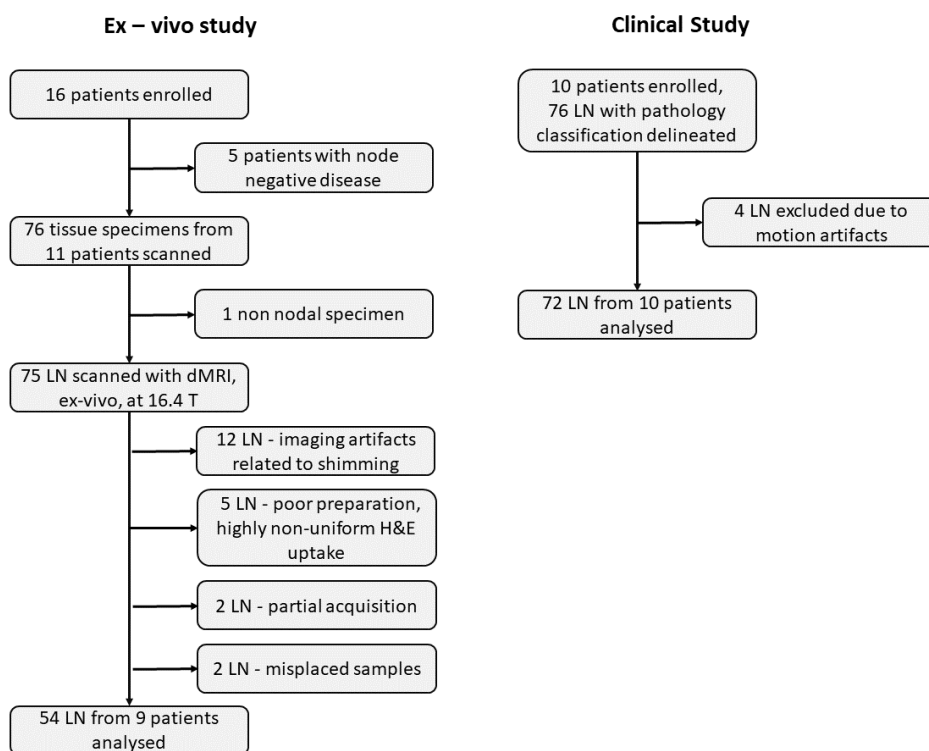 Ex – vivo study
16 patients enrolled
5 patients with node
negative disease
76 tissue specimens from
11 patients scanned
1 non nodal specimen
75 LN scanned with dMRI,
ex-vivo, at 16.4 T
12 LN - imaging artifacts
related to shimming
5 LN - poor preparation,
highly non-uniform H&E
uptake
2 LN - partial acquisition
2 LN - misplaced samples
54 LN from 9 patients
analysed
Clinical Study
10 patients enrolled,
76 LN with pathology
classification delineated
4 LN excluded due to
motion artifacts
72 LN from 10 patients
analysed